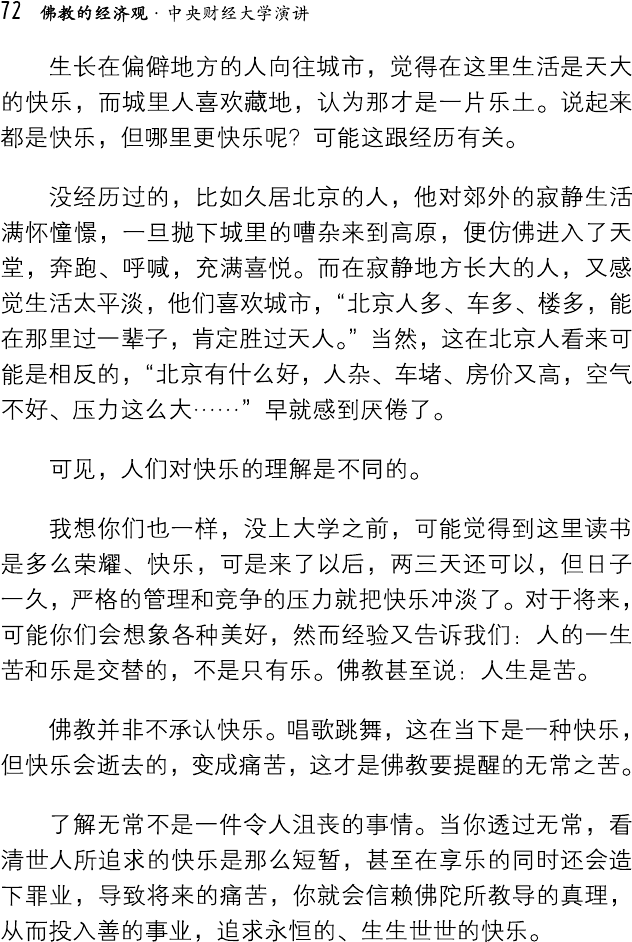 72 佛教的经济观·中央财经大学演讲
生长在偏僻地方的人向往城市，觉得在这里生活是天大
的快乐，而城里人喜欢藏地，认为那才是一片乐土。说起来
都是快乐，但哪里更快乐呢？可能这跟经历有关。
没经历过的，比如久居北京的人，他对郊外的寂静生活
满怀憧憬，一旦抛下城里的嘈杂来到高原，便仿佛进入了天
堂，奔跑、呼喊，充满喜悦。而在寂静地方长大的人，又感
觉生活太平淡，他们喜欢城市，“北京人多、车多、楼多，能
在那里过一辈子，肯定胜过天人。”当然，这在北京人看来可
能是相反的，“北京有什么好，人杂、车堵、房价又高，空气
不好、压力这么大……”早就感到厌倦了。
可见，人们对快乐的理解是不同的。
我想你们也一样，没上大学之前，可能觉得到这里读书
是多么荣耀、快乐，可是来了以后，两三天还可以，但日子
一久，严格的管理和竞争的压力就把快乐冲淡了。对于将来，
可能你们会想象各种美好，然而经验又告诉我们：人的一生
苦和乐是交替的，不是只有乐。佛教甚至说：人生是苦。
佛教并非不承认快乐。唱歌跳舞，这在当下是一种快乐，
但快乐会逝去的，变成痛苦，这才是佛教要提醒的无常之苦。
了解无常不是一件令人沮丧的事情。当你透过无常，看
清世人所追求的快乐是那么短暂，甚至在享乐的同时还会造
下罪业，导致将来的痛苦，你就会信赖佛陀所教导的真理，
从而投入善的事业，追求永恒的、生生世世的快乐。